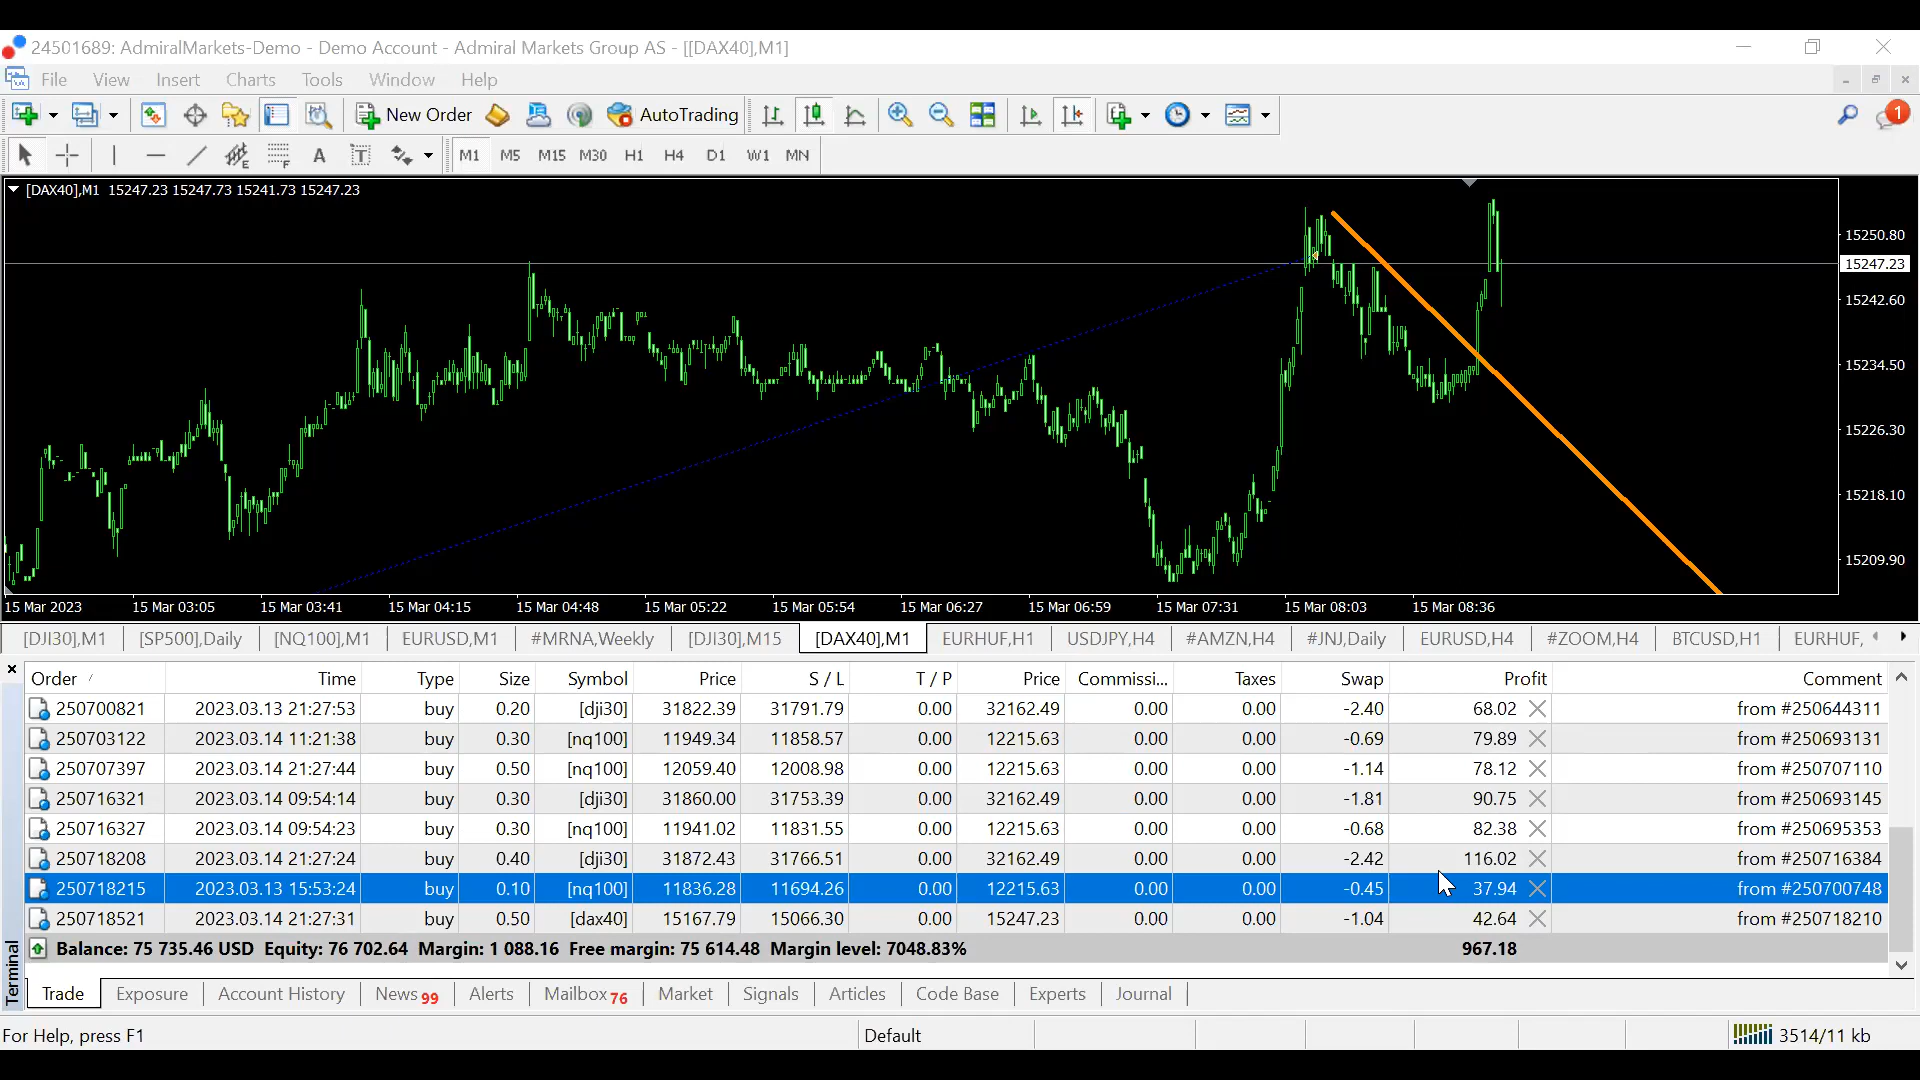 24501689: AdmiralMarkets-Demo - Demo Account - Admiral Markets Group AS - [[DAX40],M1]
File View Insert Charts Tools Window Help
New Order AutoTrading 1
E F A T M1 M5 M15 M30 H1 H4 D1 W1 MN
[DAX40],M1 15247.23 15247.73 15241.73 15247.23
15250.80
15247.23
15242.60
15234.50
15226.30
15218.10
15209.90
15 Mar 2023 15 Mar 03:05 15 Mar 03:41 15 Mar 04:15 15 Mar 04:48 15 Mar 05:22 15 Mar 05:54 15 Mar 06:27 15 Mar 06:59 15 Mar 07:31 15 Mar 08:03 15 Mar 08:36
[DJI30],M1 [SP500],Daily [NQ100],M1 EURUSD,M1 #MRNA,Weekly [DJI30],M15 [DAX40],M1 EURHUF,H1 USDJPY,H4 #AMZN,H4 #JNJ,Daily EURUSD,H4 #ZOOM,H4 BTCUSD,H1 EURHUF,
Order Time Type Size Symbol Price S / L T / P Price Commissi... Taxes Swap Profit Comment
250700821 2023.03.13 21:27:53 buy 0.20 [dji30] 31822.39 31791.79 0.00 32162.49 0.00 0.00 -2.40 68.02 from #250644311
250703122 2023.03.14 11:21:38 buy 0.30 [nq100] 11949.34 11858.57 0.00 12215.63 0.00 0.00 -0.69 79.89 from #250693131
250707397 2023.03.14 21:27:44 buy 0.50 [nq100] 12059.40 12008.98 0.00 12215.63 0.00 0.00 -1.14 78.12 from #250707110
250716321 2023.03.14 09:54:14 buy 0.30 [dji30] 31860.00 31753.39 0.00 32162.49 0.00 0.00 -1.81 90.75 from #250693145
250716327 2023.03.14 09:54:23 buy 0.30 [nq100] 11941.02 11831.55 0.00 12215.63 0.00 0.00 -0.68 82.38 from #250695353
250718208 2023.03.14 21:27:24 buy 0.40 [dji30] 31872.43 31766.51 0.00 32162.49 0.00 0.00 -2.42 116.02 from #250716384
250718215 2023.03.13 15:53:24 buy 0.10 [nq100] 11836.28 11694.26 0.00 12215.63 0.00 0.00 -0.45 37.94 from #250700748
250718521 2023.03.14 21:27:31 buy 0.50 [dax40] 15167.79 15066.30 0.00 15247.23 0.00 0.00 -1.04 42.64 from #250718210
Balance: 75 735.46 USD Equity: 76 702.64 Margin: 1 088.16 Free margin: 75 614.48 Margin level: 7048.83% 967.18
Terminal
Trade Exposure Account History News 99 Alerts Mailbox 76 Market Signals Articles Code Base Experts Journal
For Help, press F1 Default 3514/11 kb